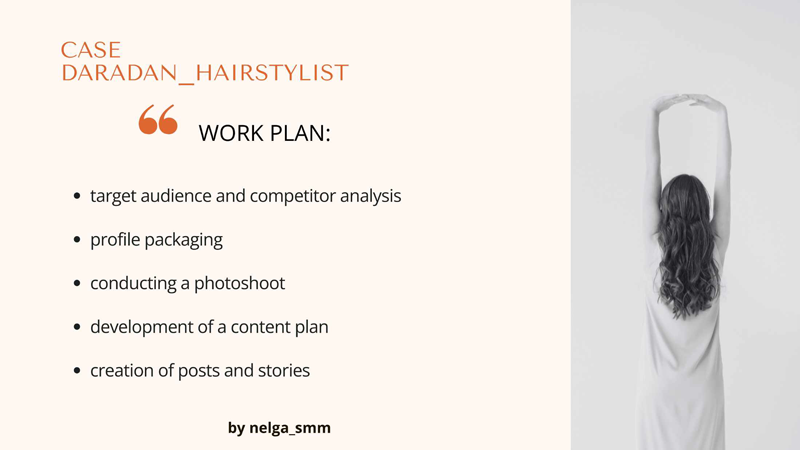 CASE
DARADAN_HAIRSTYLIST
“ WORK PLAN:
• target audience and competitor analysis
• profile packaging
• conducting a photoshoot
• development of a content plan
• creation of posts and stories
by nelga_smm